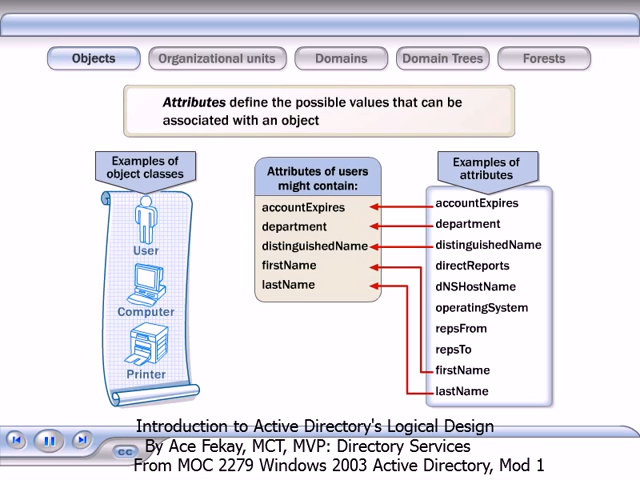 Objects
Organizational units
Domains
Domain Trees
Forests
Attributes define the possible values that can be
associated with an object
Examples of
object classes
User
Computer
Printer
Attributes of users
might contain:
accountExpires
department
distinguishedName
firstName
lastName
Examples of
attributes
accountExpires
department
distinguishedName
directReports
dNSHostName
operatingSystem
repsFrom
repsTo
firstName
lastName
cc
Introduction to Active Directory's Logical Design
By Ace Fekay, MCT, MVP: Directory Services
From MOC 2279 Windows 2003 Active Directory, Mod 1